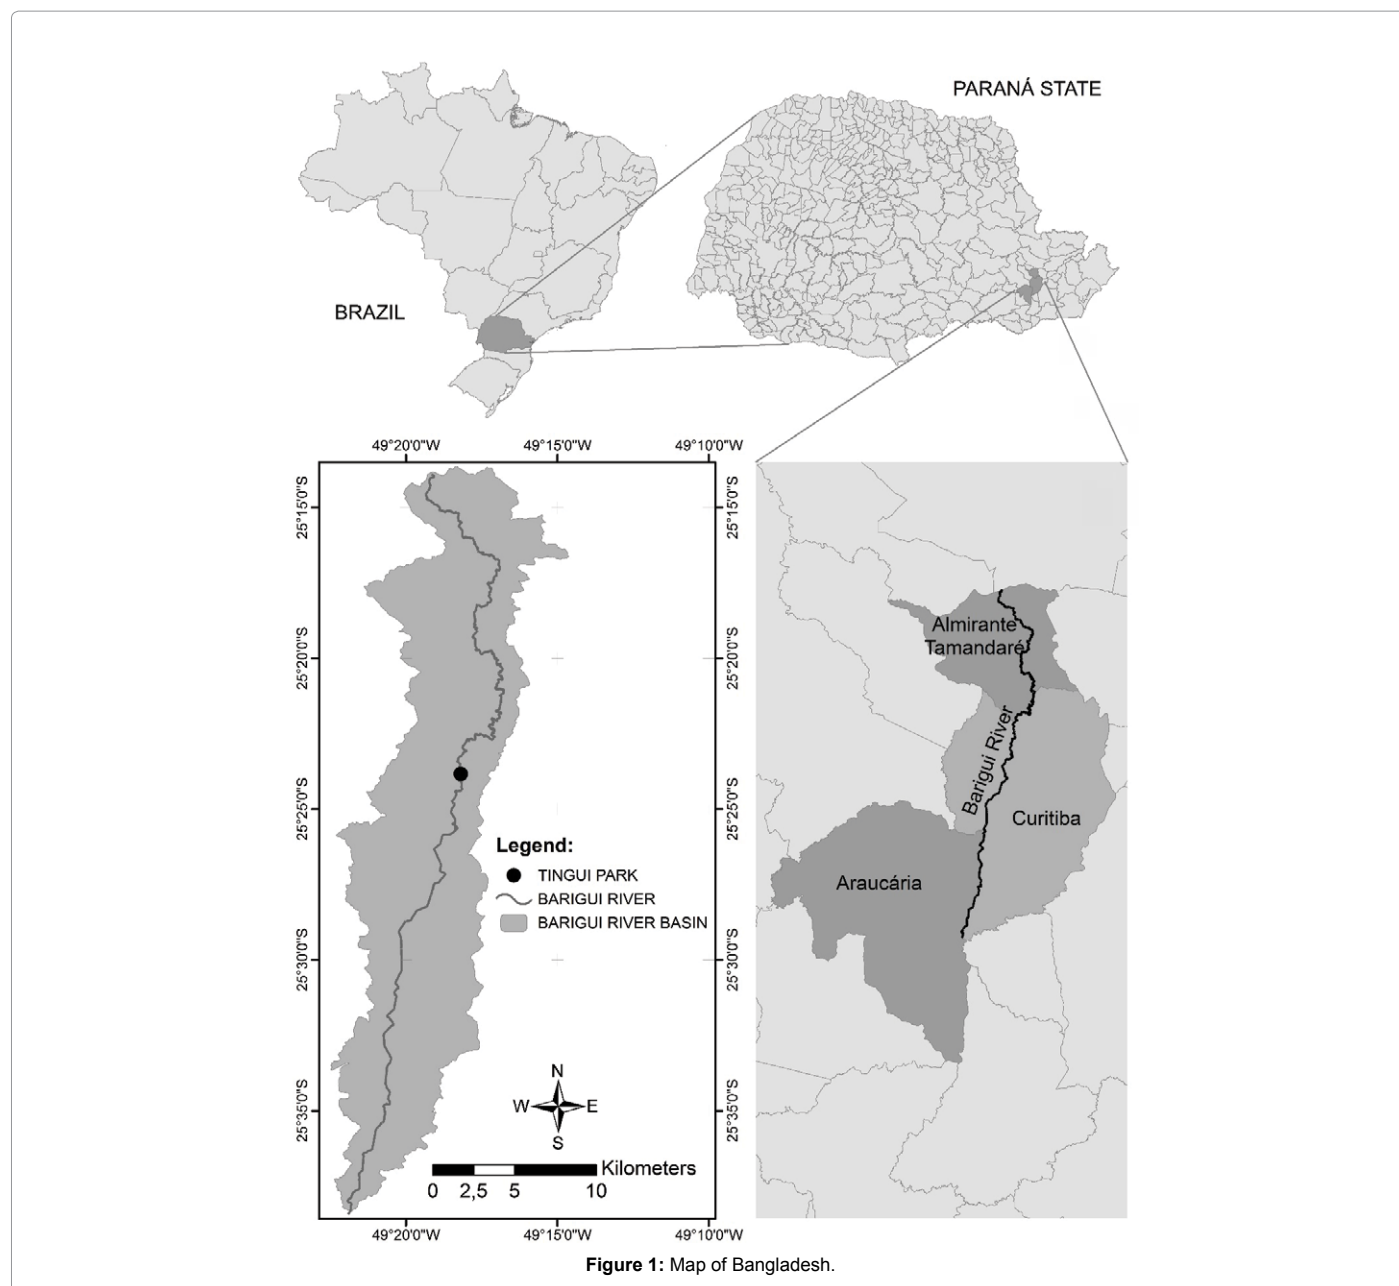 PARANÁ STATE
BRAZIL
49°20'0"W 49°15'0"W 49°10'0"W
25°15'0"S 25°15'0"S
25°20'0"S 25°20'0"S
25°25'0"S 25°25'0"S
25°30'0"S 25°30'0"S
25°35'0"S 25°35'0"S
Legend:
TINGUI PARK
BARIGUI RIVER
BARIGUI RIVER BASIN
N
W E
S
Kilometers
0 2,5 5 10
49°20'0"W 49°15'0"W 49°10'0"W
Almirante
Tamandaré
Barigui River
Curitiba
Araucária
Figure 1: Map of Bangladesh.